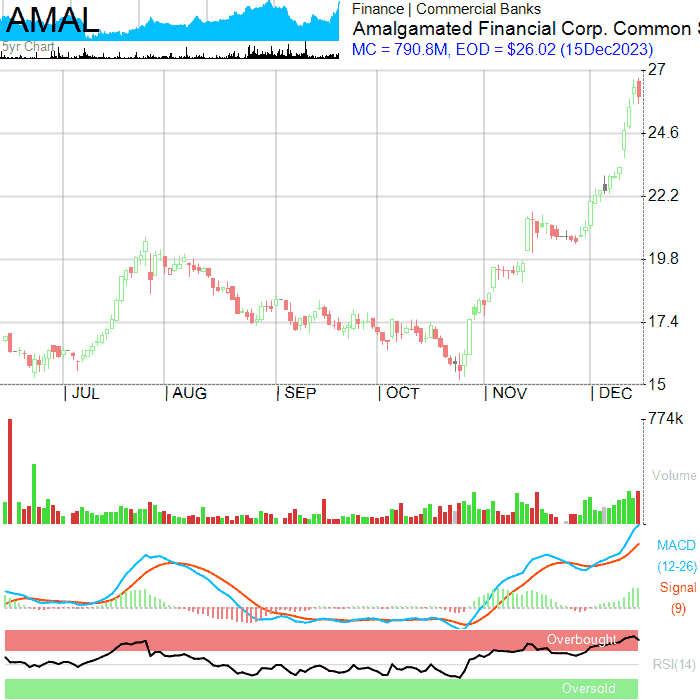 AMAL
5yr Chart
Finance | Commercial Banks
Amalgamated Financial Corp. Common S
MC = 790.8M, EOD = $26.02 (15Dec2023)
27
24.6
22.2
19.8
17.4
15
JUL AUG SEP OCT NOV DEC
774k
Volume
MACD
(12-26)
Signal
(9)
Overbought
RSI(14)
Oversold